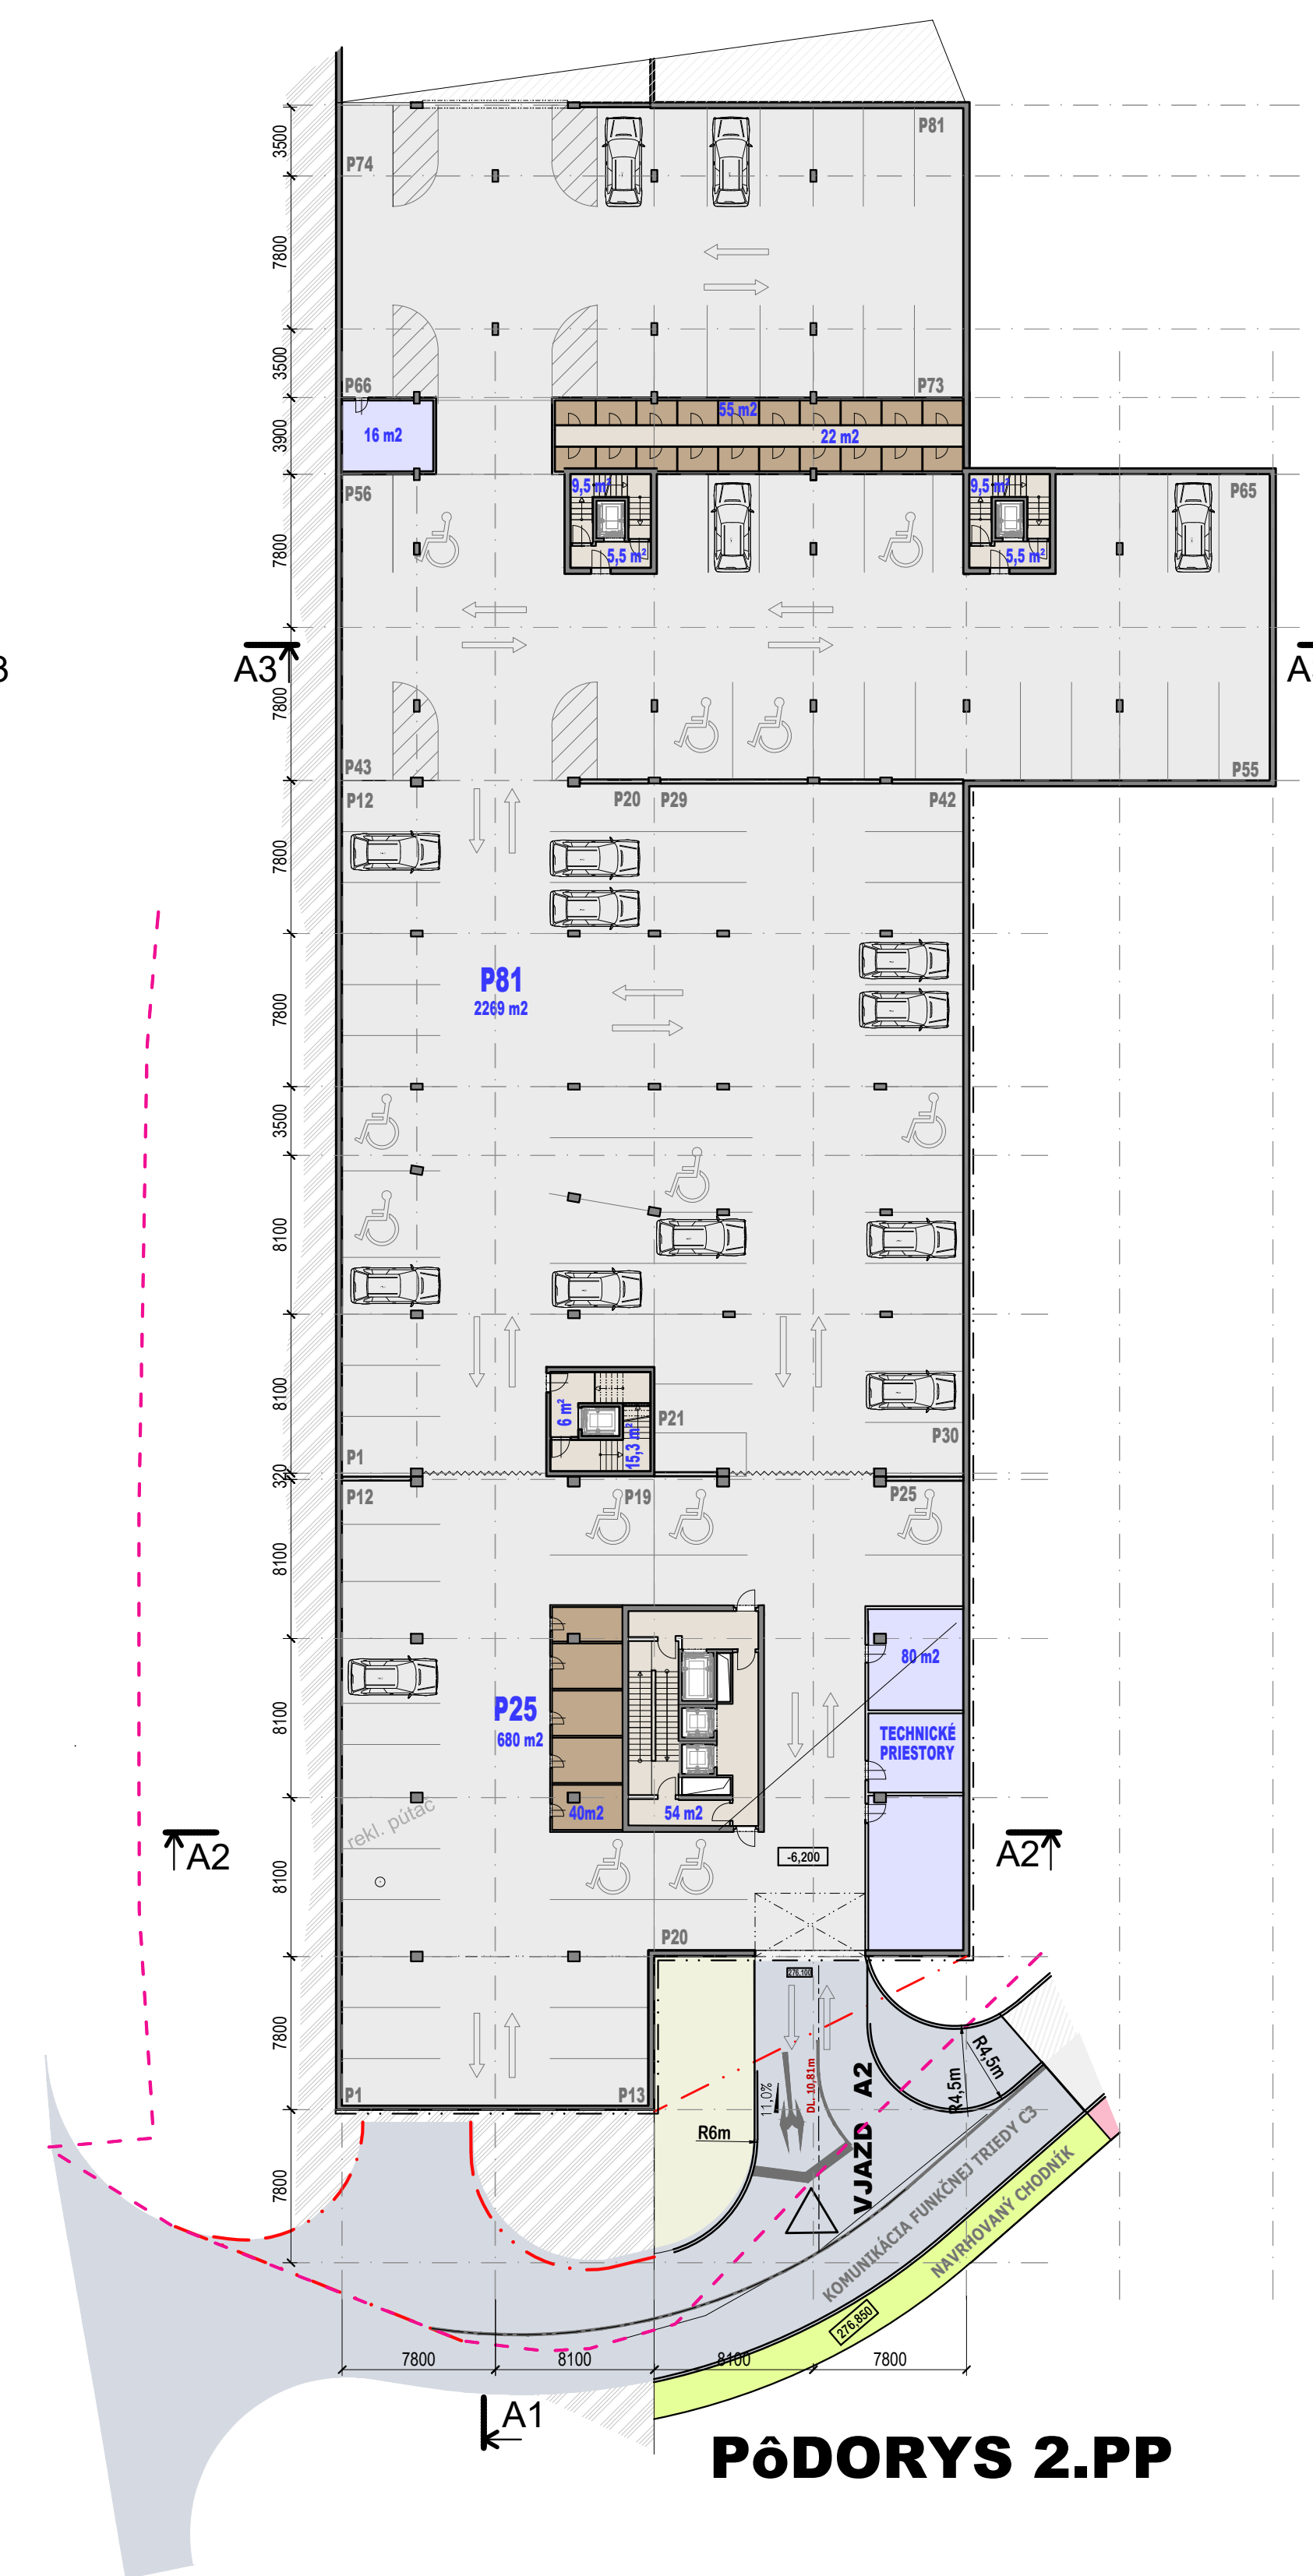 3500
P81
P74
7800
3500
P66
P73
55 m2
3900
16 m2
22 m2
P56
9,5 m²
9,5 m²
P65
7800
5,5 m²
5,5 m²
A3
7800
P43
P55
P12
P20
P29
P42
7800
P81
2269 m2
7800
3500
8100
8100
6 m²
15,3 m²
P21
P30
P1
320
P12
P19
P25
8100
80 m2
P25
680 m2
TECHNICKÉ
PRIESTORY
8100
rekl. pútač
40m2
54 m2
A2
-6,200
A2
8100
P20
276,100
7800
R4,5m
R4,5m
11,0%
DL. 10,81m
VJAZD A2
P1
P13
R6m
7800
KOMUNIKÁCIA FUNKČNEJ TRIEDY C3
NAVRHOVANÝ CHODNÍK
276,850
7800
8100
8100
7800
A1
PôDORYS 2.PP